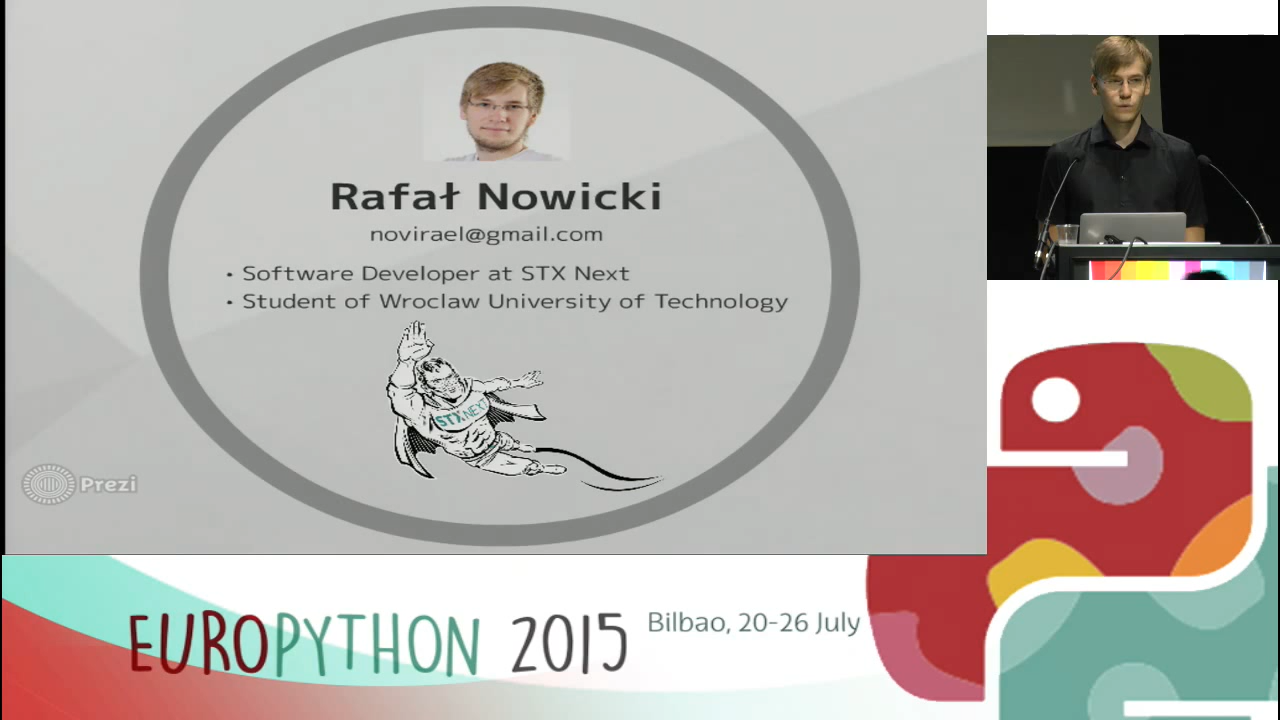 Rafał Nowicki
novirael@gmail.com
• Software Developer at STX Next
• Student of Wroclaw University of Technology
STX NEXT
Prezi
EUROPYTHON 2015
Bilbao, 20-26 July